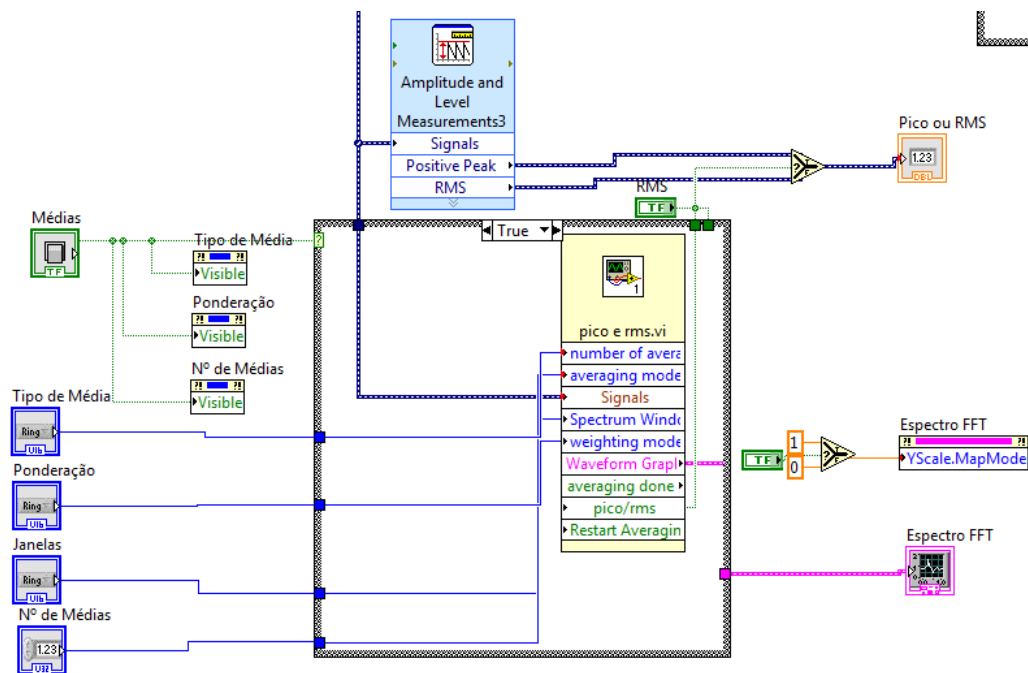 Amplitude and
Level
Measurements3
Signals
Positive Peak
RMS
Pico ou RMS
1.23
DBL
RMS
TF
Médias
TF
True
Tipo de Média
?!
Visible
Ponderação
?!
Visible
Nº de Médias
?!
Visible
1
pico e rms.vi
number of avera
averaging mode
Signals
Spectrum Windo
weighting mode
Waveform Graph
averaging done
pico/rms
Restart Averagin
Tipo de Média
Ring
U16
Ponderação
Ring
U16
Janelas
Ring
U16
Nº de Médias
1.23
U32
TF
1
0
Espectro FFT
?!
YScale.MapMode
Espectro FFT